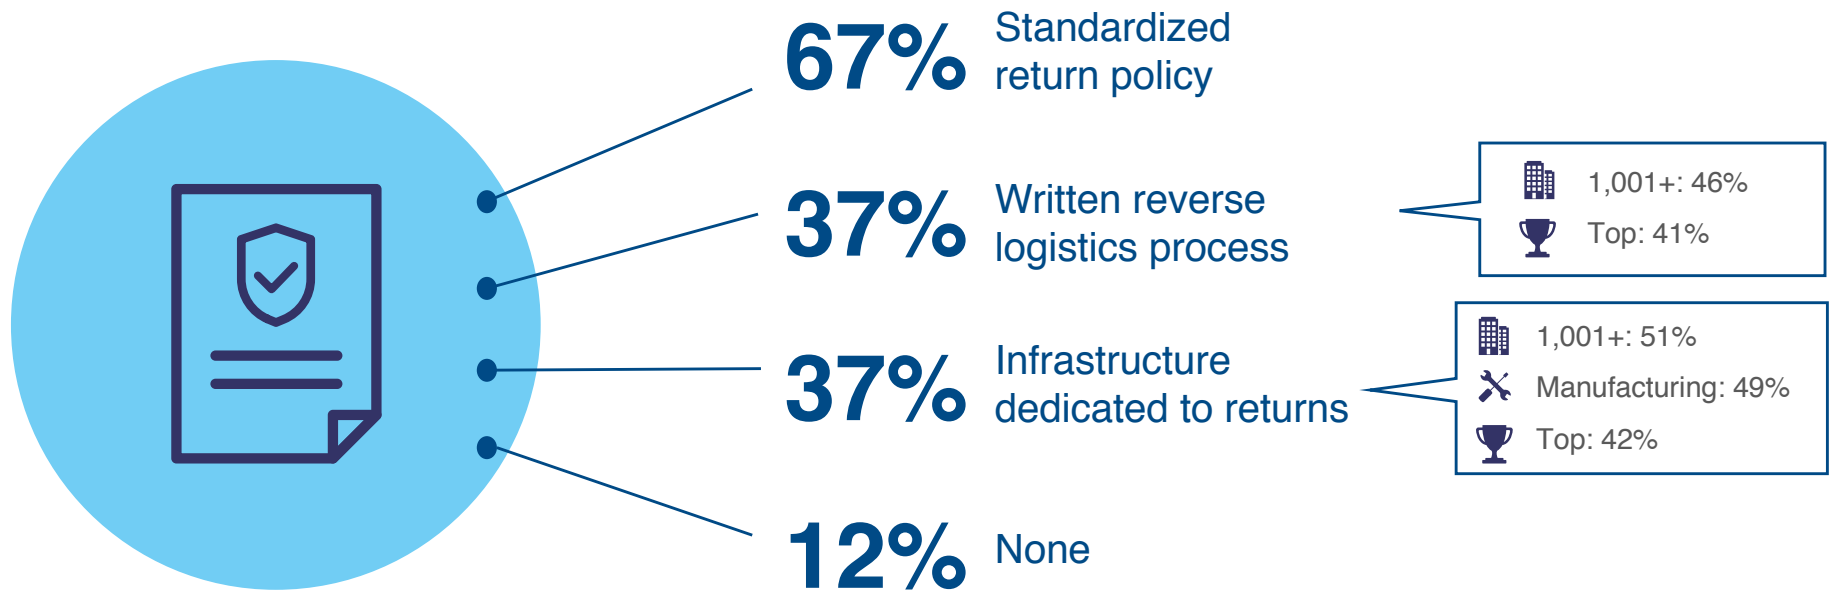 67%
Standardized
return policy
37%
Written reverse
logistics process
1,001+: 46%
Top: 41%
37%
Infrastructure
dedicated to returns
1,001+: 51%
Manufacturing: 49%
Top: 42%
12%
None